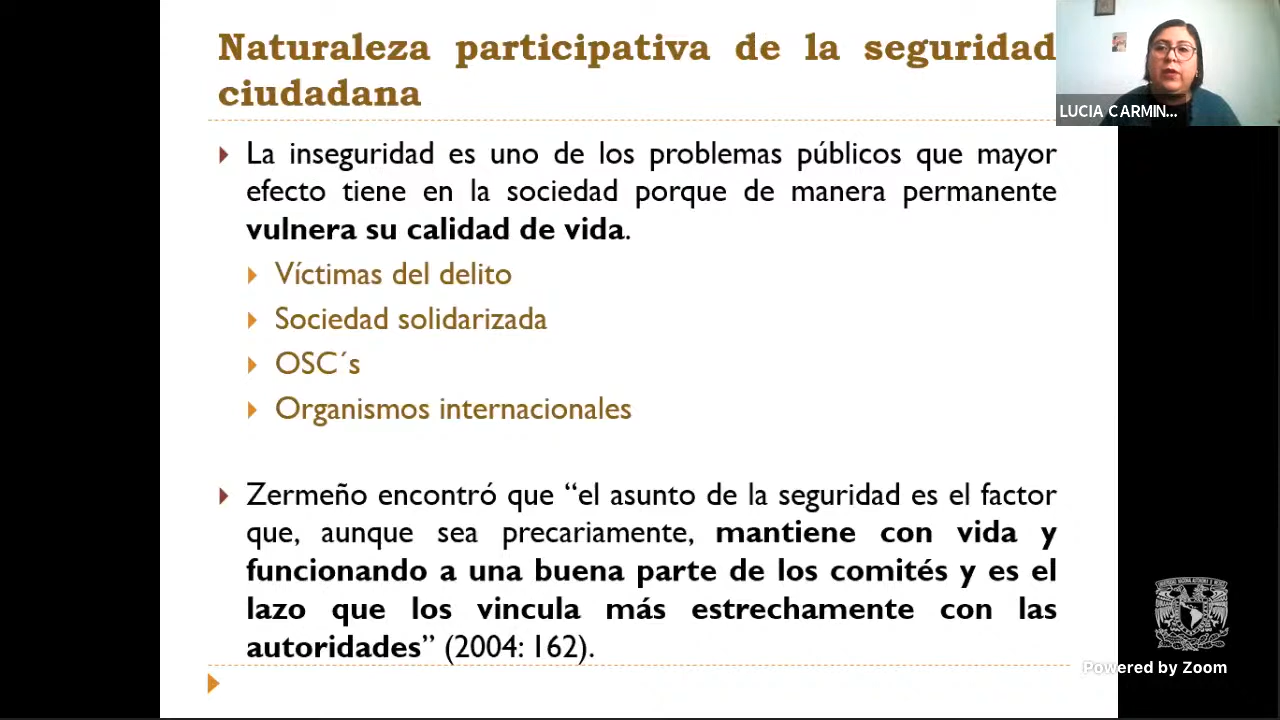 Naturaleza participativa de la seguridad
ciudadana
LUCIA CARMIN...
La inseguridad es uno de los problemas públicos que mayor
efecto tiene en la sociedad porque de manera permanente
vulnera su calidad de vida.
Víctimas del delito
Sociedad solidarizada
OSC´s
Organismos internacionales
Zermeño encontró que “el asunto de la seguridad es el factor
que, aunque sea precariamente, mantiene con vida y
funcionando a una buena parte de los comités y es el
lazo que los vincula más estrechamente con las
autoridades” (2004: 162).
Powered by Zoom